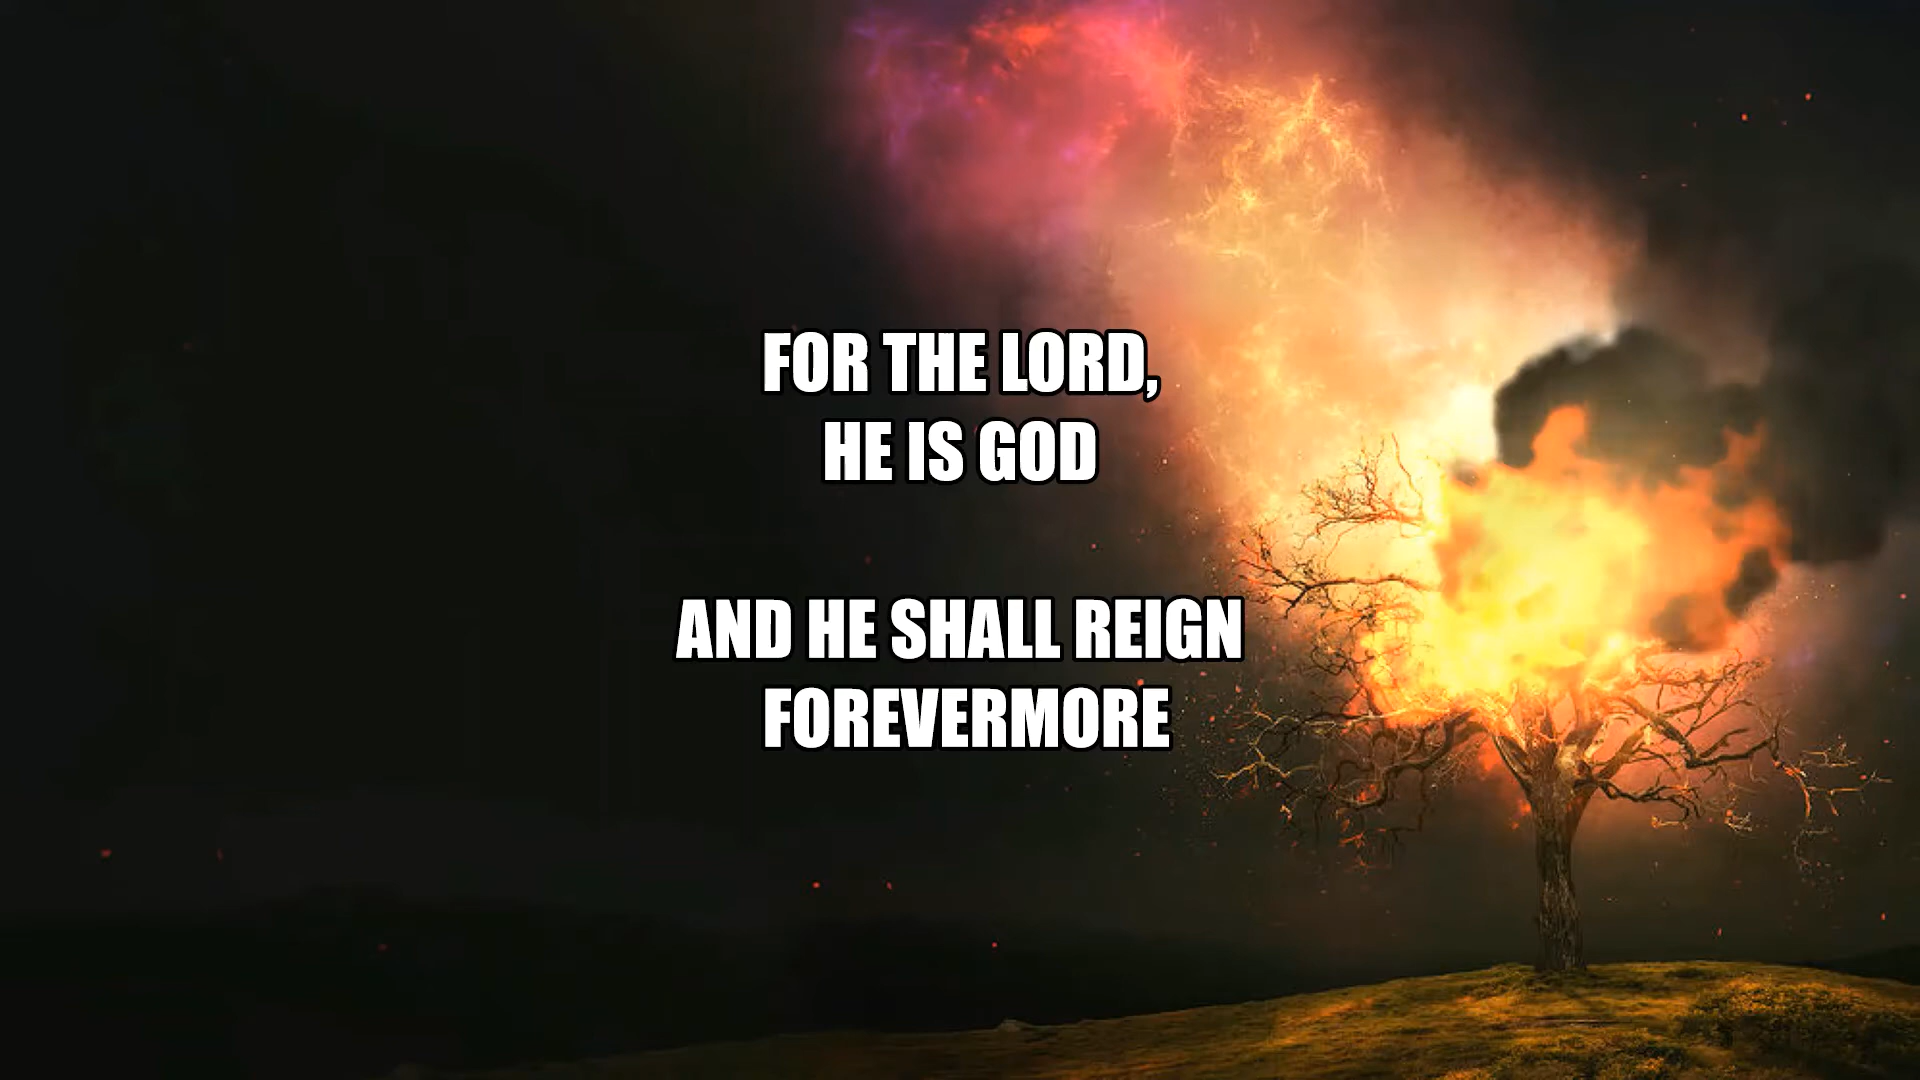 FOR THE LORD,
HE IS GOD
AND HE SHALL REIGN
FOREVERMORE